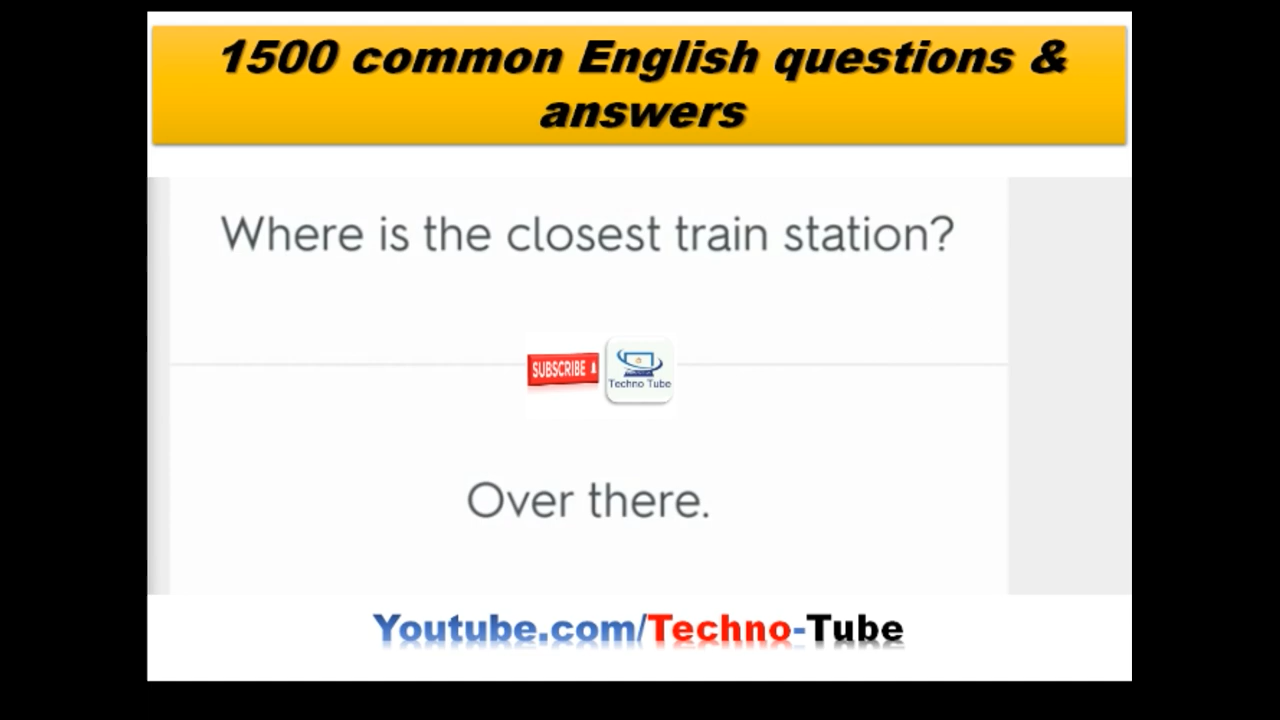 1500 common English questions &
answers
Where is the closest train station?
SUBSCRIBE
Techno Tube
Over there.
Youtube.com/Techno-Tube